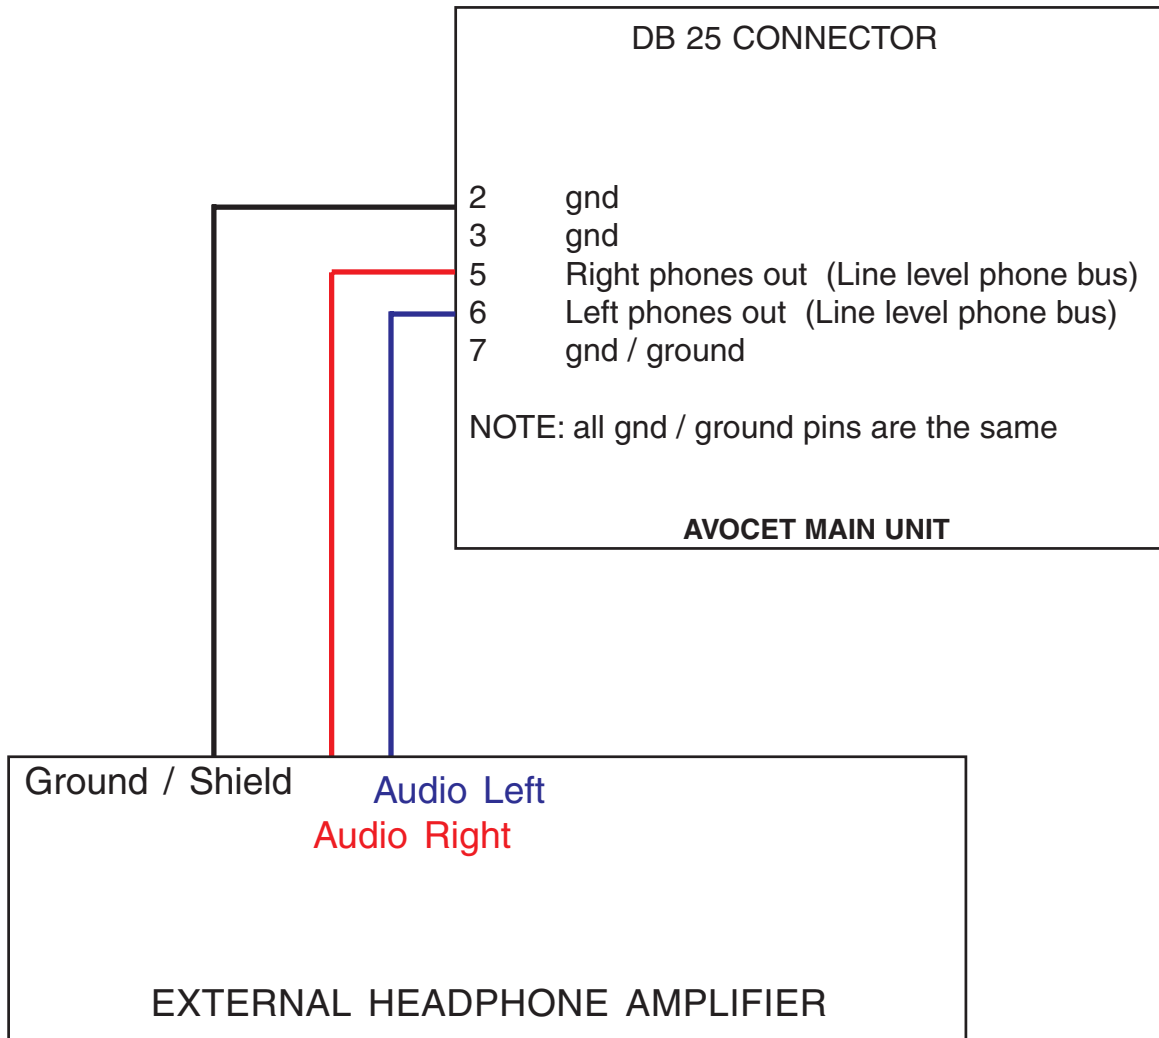 DB 25 CONNECTOR
2 gnd
3 gnd
5 Right phones out (Line level phone bus)
6 Left phones out (Line level phone bus)
7 gnd / ground
NOTE: all gnd / ground pins are the same
AVOCET MAIN UNIT
Ground / Shield
Audio Left
Audio Right
EXTERNAL HEADPHONE AMPLIFIER